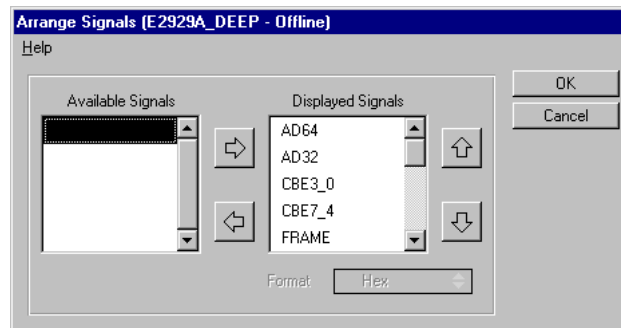 Arrange Signals (E2929A_DEEP - Offline)
Help
Available Signals
Displayed Signals
AD64
AD32
CBE3_0
CBE7_4
FRAME
Format
Hex
OK
Cancel